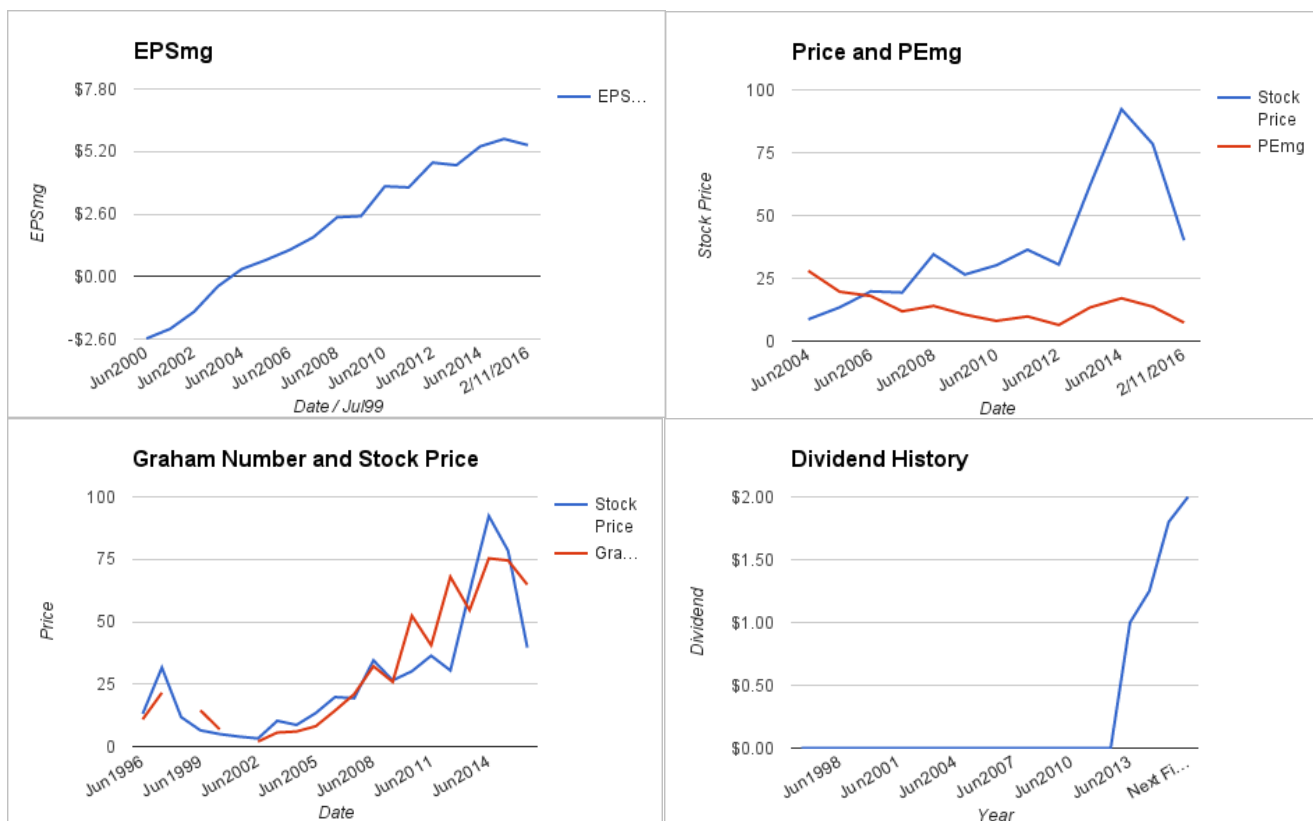 EPSmg
$7.80
$5.20
$2.60
$0.00
-$2.60
EPSmg
EPS...
Jun2000
Jun2002
Jun2004
Jun2006
Jun2008
Jun2010
Jun2012
Jun2014
2/11/2016
Date / Jul99
Price and PEmg
100
75
50
25
0
Stock Price
Stock
Price
PEmg
Jun2004
Jun2006
Jun2008
Jun2010
Jun2012
Jun2014
2/11/2016
Date
Graham Number and Stock Price
100
75
50
25
0
Price
Stock
Price
Gra...
Jun1996
Jun1999
Jun2002
Jun2005
Jun2008
Jun2011
Jun2014
Date
Dividend History
$2.00
$1.50
$1.00
$0.50
$0.00
Dividend
Jun1998
Jun2001
Jun2004
Jun2007
Jun2010
Jun2013
Next Fi...
Year